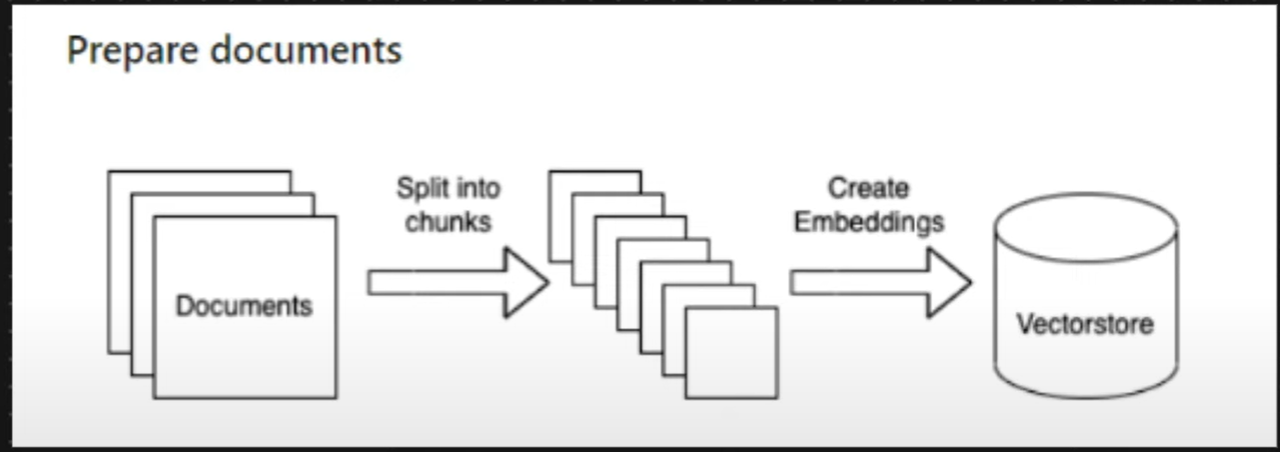 Prepare documents
Documents
Split into
chunks
Create
Embeddings
Vectorstore